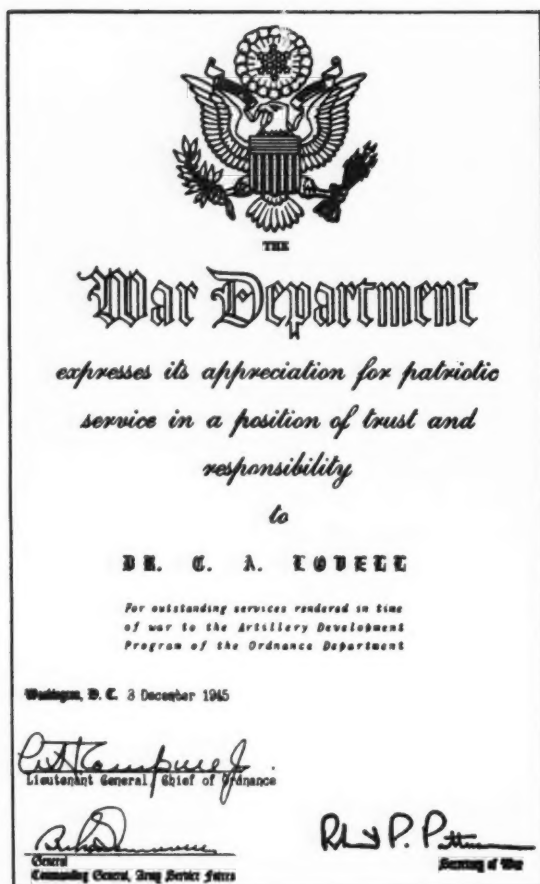 THE
War Department
expresses its appreciation for patriotic
service in a position of trust and
responsibility
to
DR. C. A. LOVELL
For outstanding services rendered in time
of war to the Artillery Development
Program of the Ordnance Department
Washington, D. C. 3 December 1945
Lieutenant General, Chief of Ordnance
General
Commanding General, Army Service Forces
Robert P. Patterson
Secretary of War